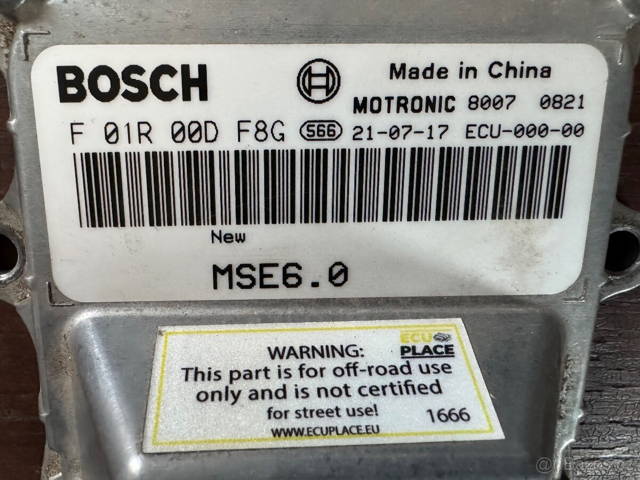 BOSCH
Made in China
MOTRONIC 8007 0821
F 01R 00D F8G 566 21-07-17 ECU-000-00
New
MSE6.0
ECU
PLACE
WARNING:
This part is for off-road use
only and is not certified
for street use!
1666
WWW.ECUPLACE.EU